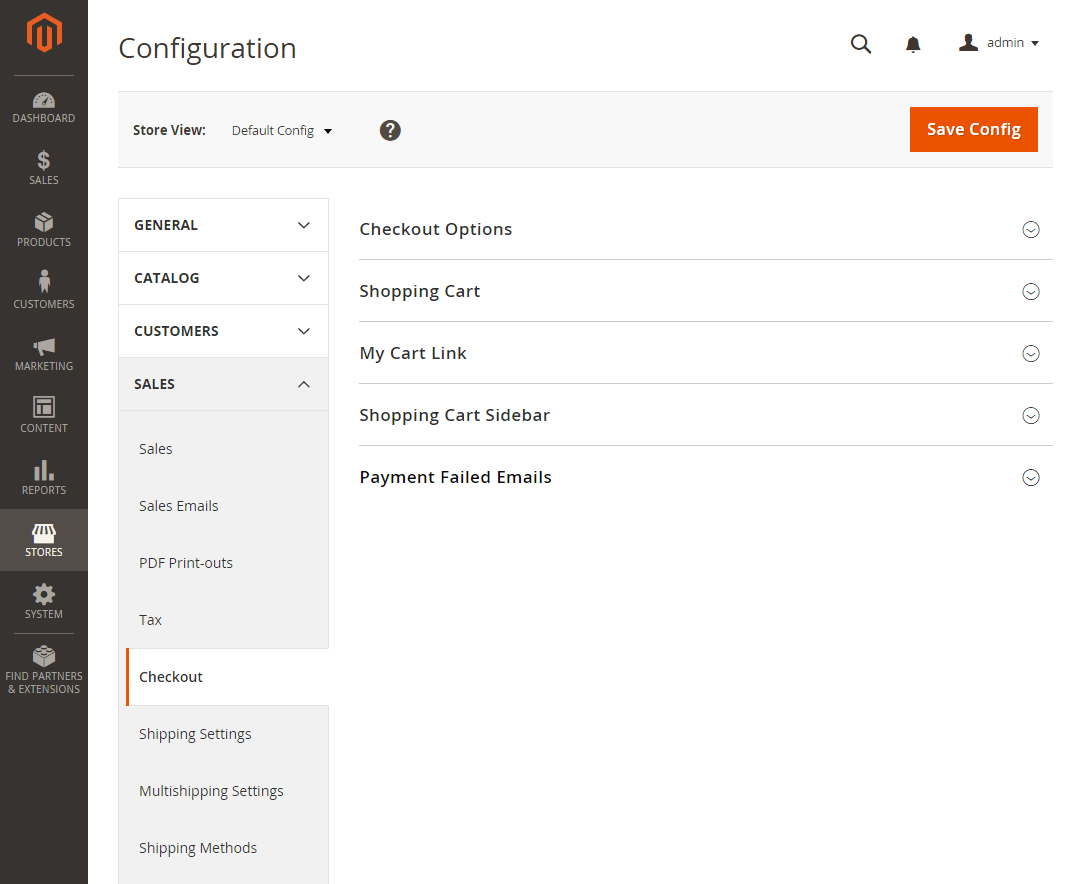 DASHBOARD
SALES
PRODUCTS
CUSTOMERS
MARKETING
CONTENT
REPORTS
STORES
SYSTEM
FIND PARTNERS
& EXTENSIONS
Configuration
admin
Store View: Default Config ?
Save Config
GENERAL
CATALOG
CUSTOMERS
SALES
Sales
Sales Emails
PDF Print-outs
Tax
Checkout
Shipping Settings
Multishipping Settings
Shipping Methods
Checkout Options
Shopping Cart
My Cart Link
Shopping Cart Sidebar
Payment Failed Emails